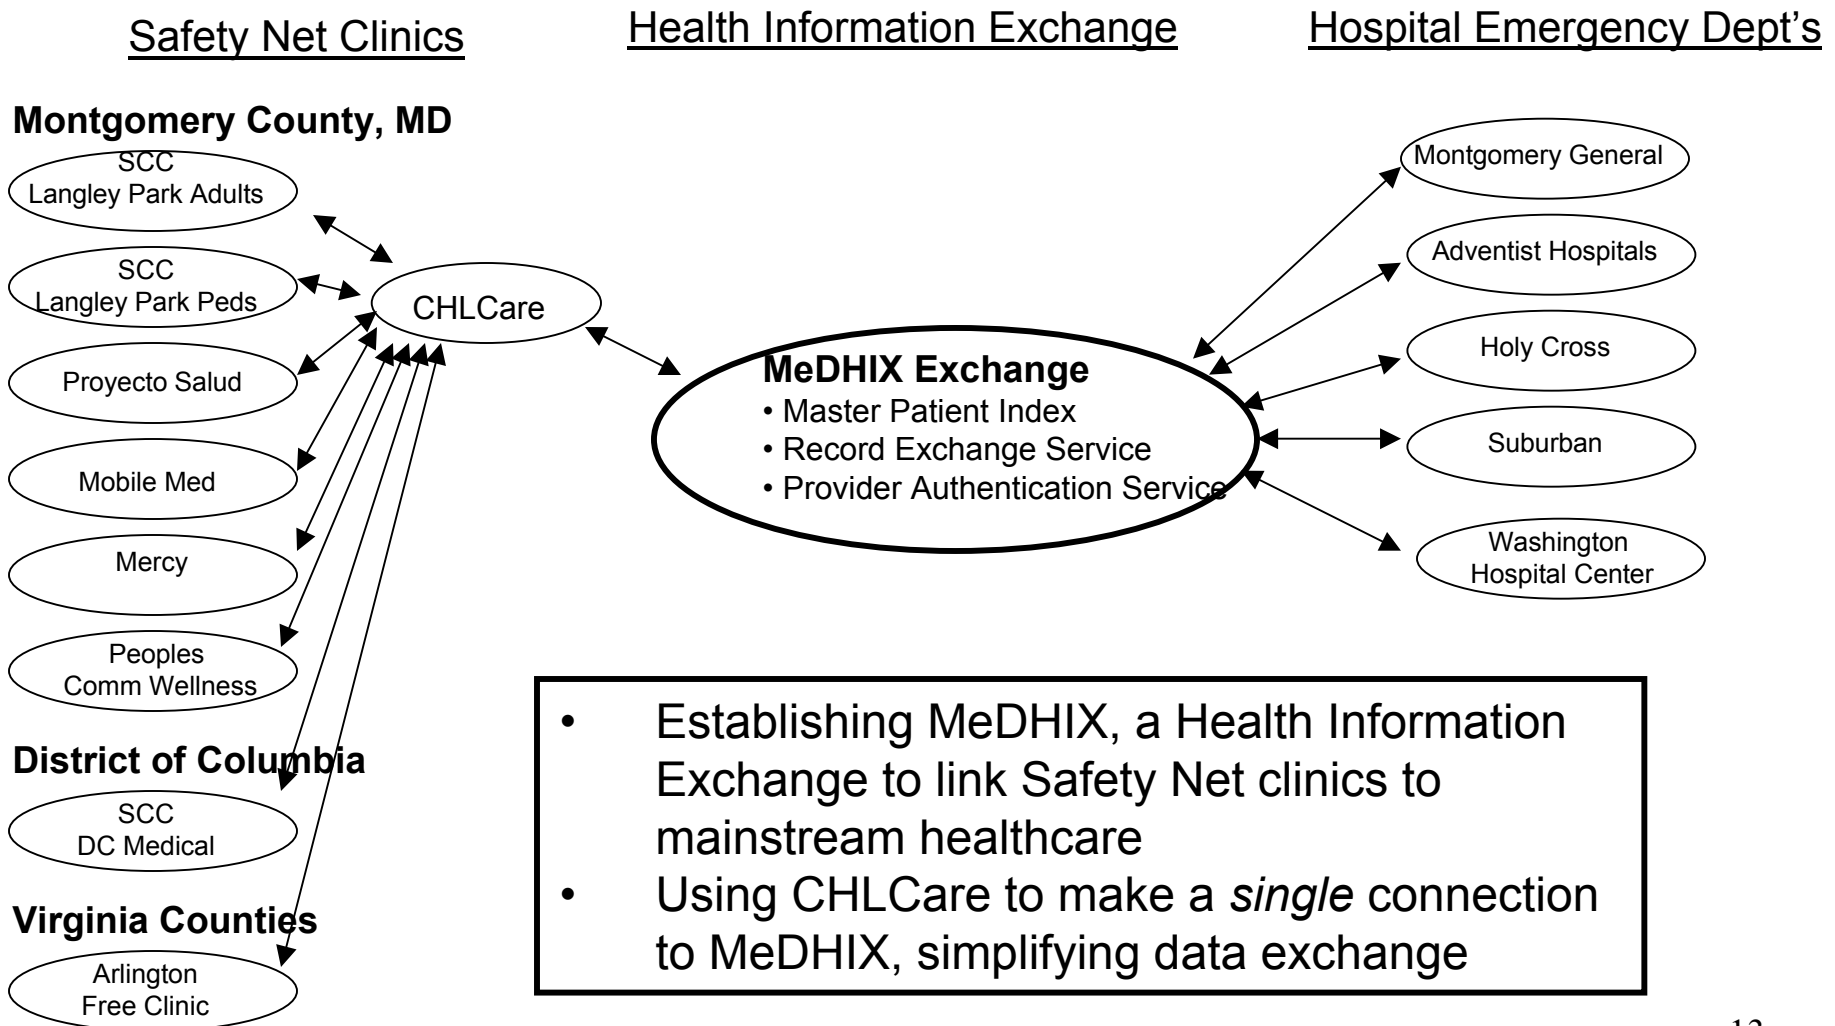 Safety Net Clinics
Health Information Exchange
Hospital Emergency Dept’s
Montgomery County, MD
SCC
Langley Park Adults
SCC
Langley Park Peds
Proyecto Salud
Mobile Med
Mercy
Peoples
Comm Wellness
District of Columbia
SCC
DC Medical
Virginia Counties
Arlington
Free Clinic
CHLCare
MeDHIX Exchange
• Master Patient Index
• Record Exchange Service
• Provider Authentication Service
Montgomery General
Adventist Hospitals
Holy Cross
Suburban
Washington
Hospital Center
• Establishing MeDHIX, a Health Information
Exchange to link Safety Net clinics to
mainstream healthcare
• Using CHLCare to make a single connection
to MeDHIX, simplifying data exchange